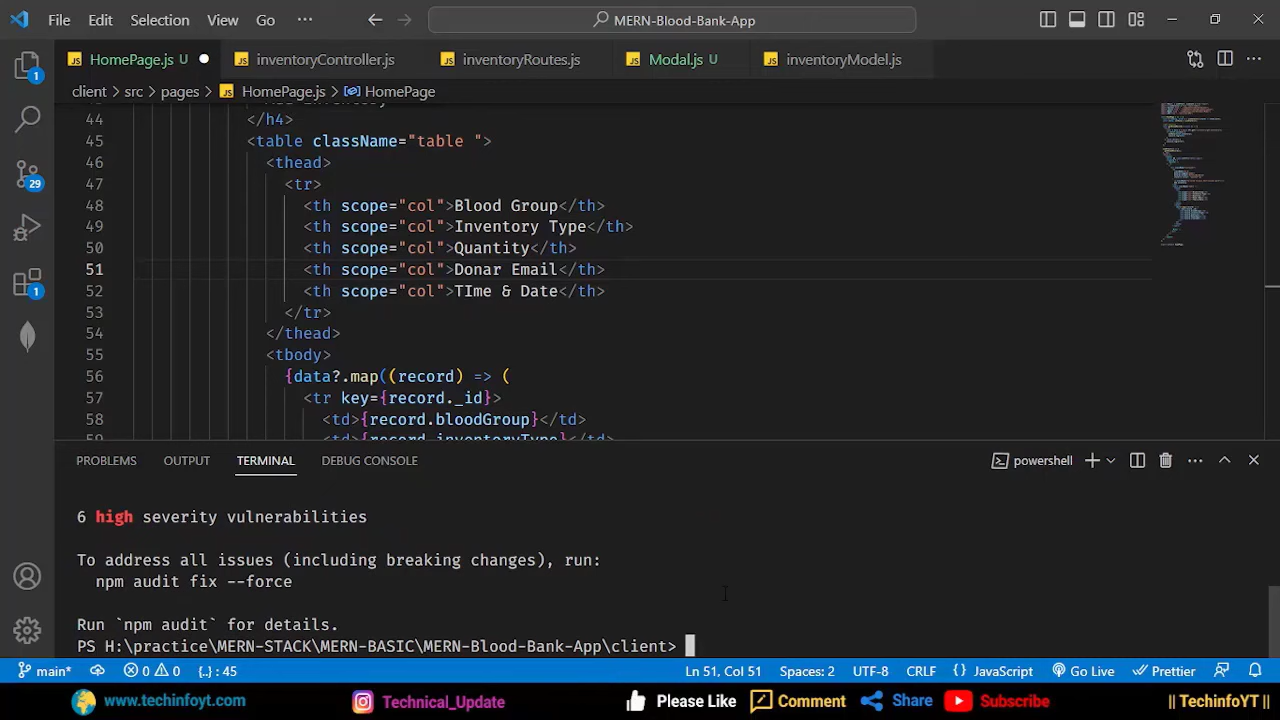 File Edit Selection View Go ··· MERN-Blood-Bank-App
HomePage.js U inventoryController.js inventoryRoutes.js Modal.js U inventoryModel.js
client > src > pages > HomePage.js > HomePage
44 </h4>
45 <table className="table ">
46 <thead>
47 <tr>
48 <th scope="col">Blood Group</th>
49 <th scope="col">Inventory Type</th>
50 <th scope="col">Quantity</th>
51 <th scope="col">Donar Email</th>
52 <th scope="col">TIme & Date</th>
53 </tr>
54 </thead>
55 <tbody>
56 {data?.map((record) => (
57 <tr key={record._id}>
58 <td>{record.bloodGroup}</td>
59 <td>{record.inventoryType}</td>
1
29
1
PROBLEMS OUTPUT TERMINAL DEBUG CONSOLE powershell
6 high severity vulnerabilities
To address all issues (including breaking changes), run:
npm audit fix --force
Run `npm audit` for details.
PS H:\practice\MERN-STACK\MERN-BASIC\MERN-Blood-Bank-App\client>
main* 0 0 {..} : 45 Ln 51, Col 51 Spaces: 2 UTF-8 CRLF {} JavaScript Go Live Prettier
www.techinfoyt.com Technical_Update Please Like Comment Share Subscribe || TechinfoYT ||